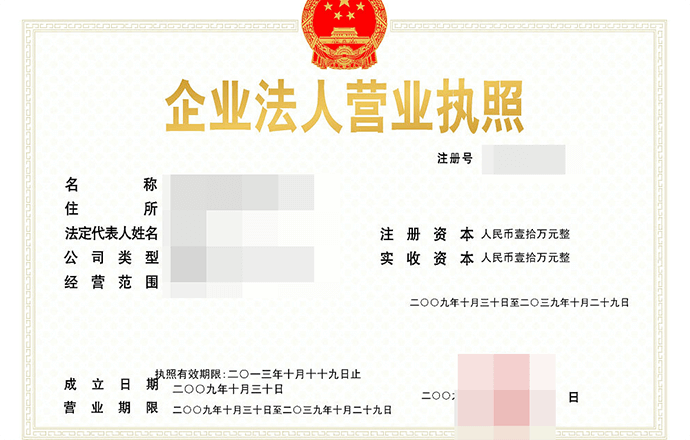 企业法人营业执照
注册号
名称
住所
法定代表人姓名
公司类型
经营范围
注册资本 人民币壹拾万元整
实收资本 人民币壹拾万元整
二〇〇九年十月三十日至二〇三九年十月二十九日
执照有效期限:二〇一三年十月十十九日止
成立日期 二〇〇九年十月三十日
营业期限 二〇〇九年十月三十日至二〇三九年十月二十九日
二〇〇 日